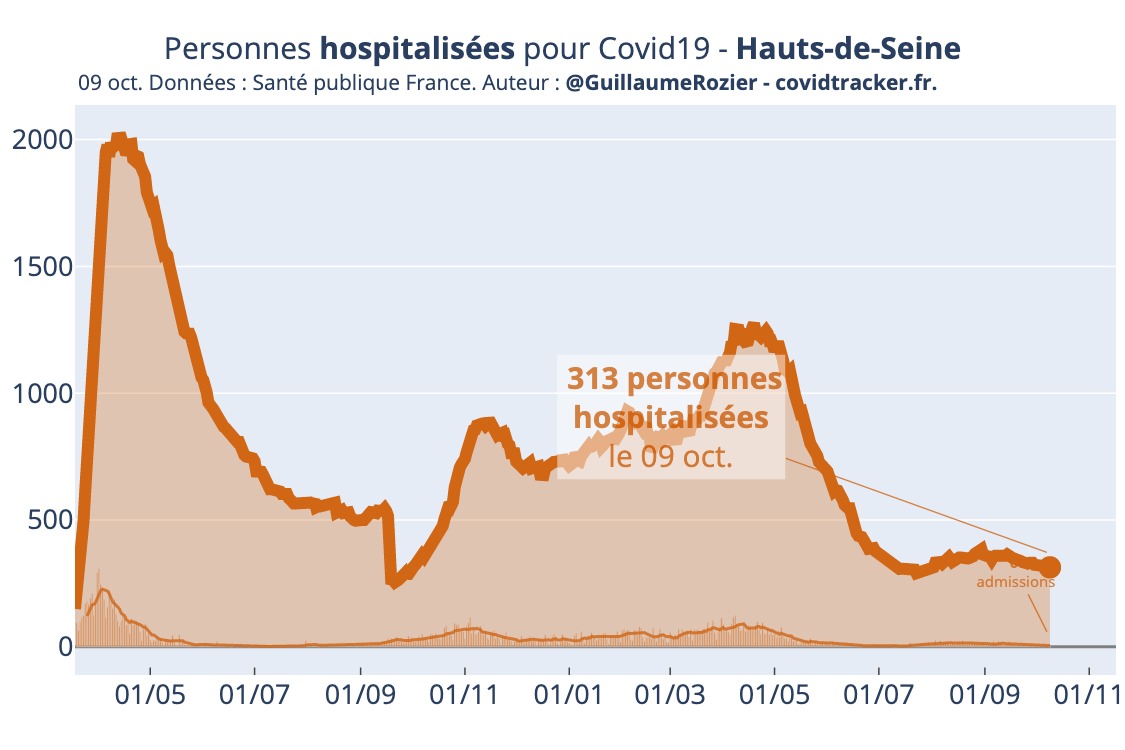 Personnes hospitalisées pour Covid19 - Hauts-de-Seine
09 oct. Données : Santé publique France. Auteur : @GuillaumeRozier - covidtracker.fr.
2000
1500
1000
500
0
313 personnes
hospitalisées
le 09 oct.
admissions
01/05 01/07 01/09 01/11 01/01 01/03 01/05 01/07 01/09 01/11